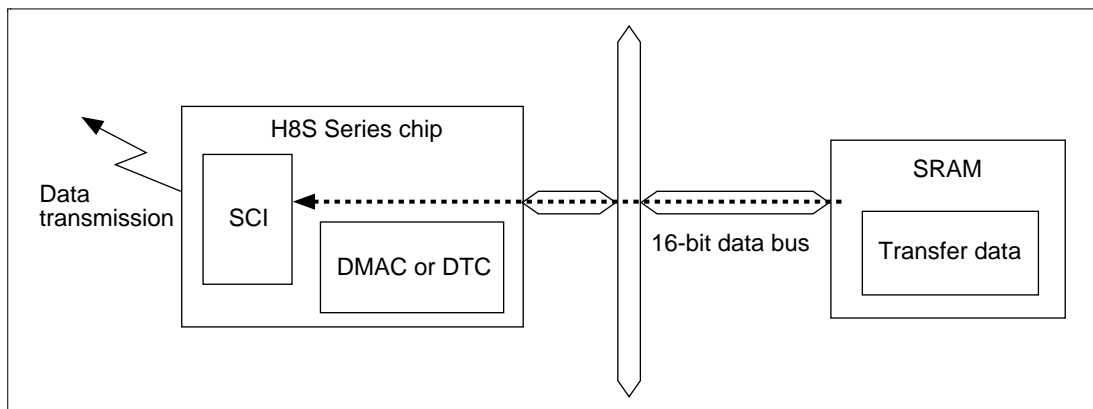 H8S Series chip
SCI
DMAC or DTC
Data
transmission
16-bit data bus
SRAM
Transfer data